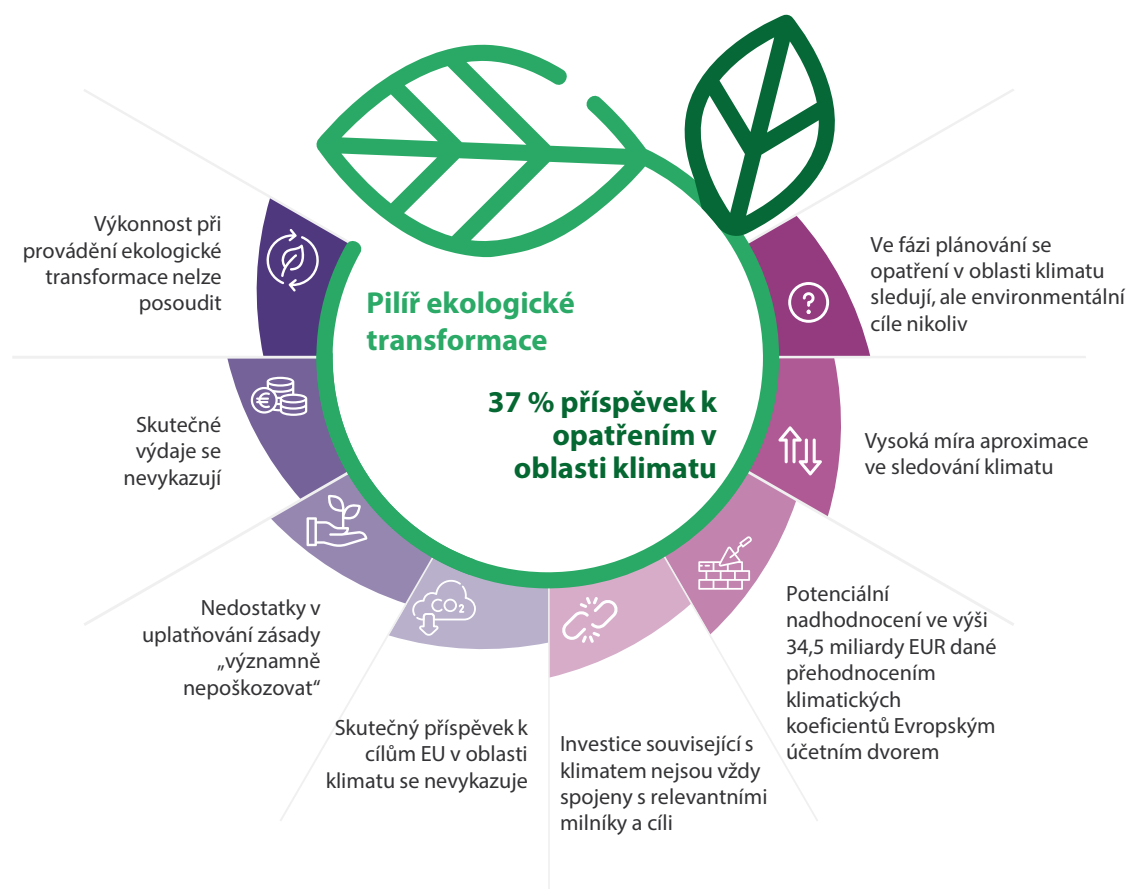 Pilíř ekologické
transformace
37 % příspěvek k
opatřením v
oblasti klimatu
Ve fázi plánování se
opatření v oblasti klimatu
sledují, ale environmentální
cíle nikoliv
Vysoká míra aproximace
ve sledování klimatu
Potenciální
nadhodnocení ve výši
34,5 miliardy EUR dané
přehodnocením
klimatických
koeficientů Evropským
účetním dvorem
Investice související s
klimatem nejsou vždy
spojeny s relevantními
milníky a cíli
Skutečný příspěvek k
cílům EU v oblasti
klimatu se nevykazuje
Nedostatky v
uplatňování zásady
„významně
nepoškozovat“
Skutečné
výdaje se
nevykazují
Výkonnost při
provádění ekologické
transformace nelze
posoudit
?
€
CO₂